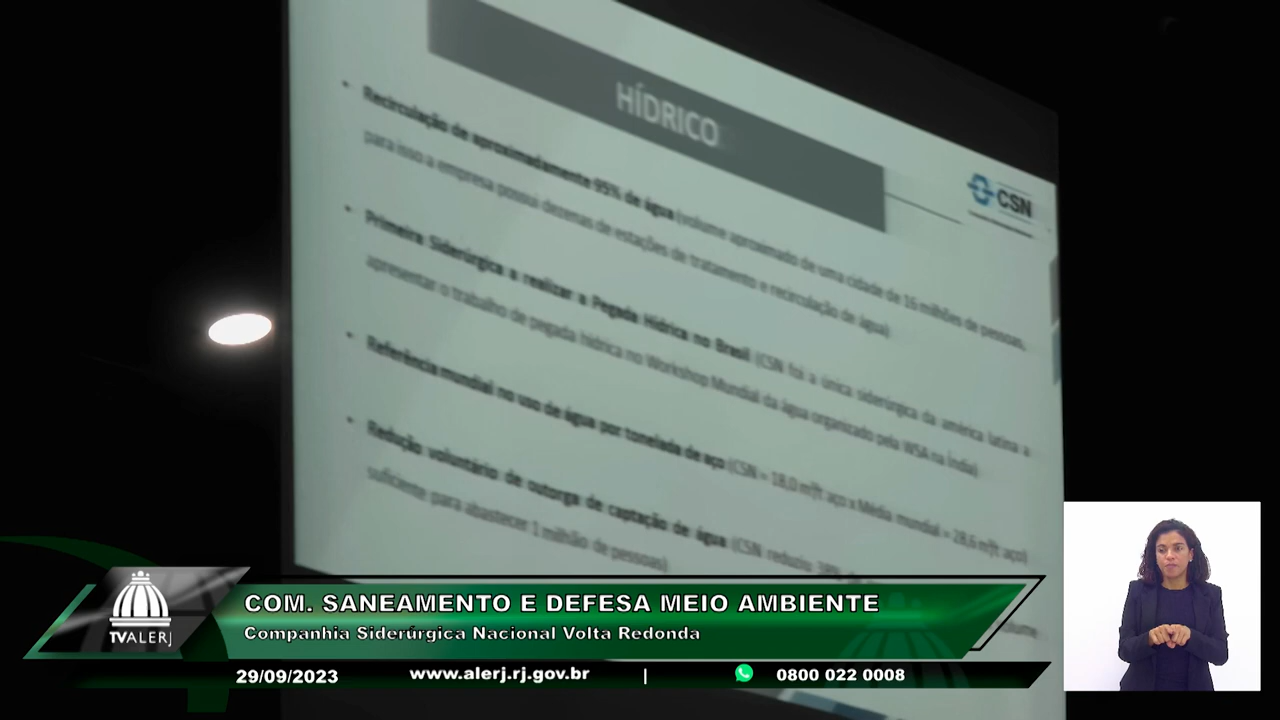 HÍDRICO
CSN
Recirculação de aproximadamente 95% de água (volume aproximado de uma cidade de 16 milhões de pessoas,
para isso a empresa possui dezenas de estações de tratamento e recirculação de água)
Primeira Siderúrgica a realizar a Pegada Hídrica no Brasil (CSN foi a única siderúrgica da américa latina a
apresentar o trabalho de pegada hídrica no Workshop Mundial da água organizado pela WSA na Índia)
Referência mundial no uso de água por tonelada de aço (CSN = 18,0 m³/t aço x Média mundial = 28,6 m³/t aço)
Redução voluntário de outorga de captação de água (CSN reduziu 38%
suficiente para abastecer 1 milhão de pessoas)
COM. SANEAMENTO E DEFESA MEIO AMBIENTE
TVALERJ
Companhia Siderúrgica Nacional Volta Redonda
29/09/2023 www.alerj.rj.gov.br | 0800 022 0008